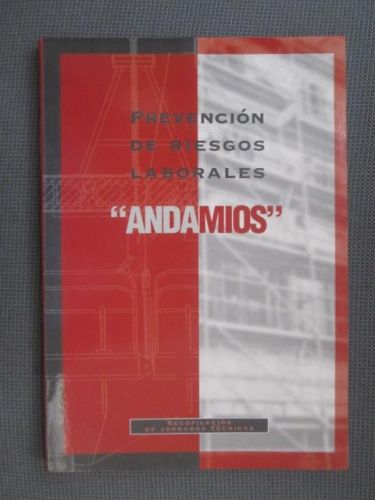 PREVENCIÓN
DE RIESGOS
LABORALES
“ANDAMIOS”
RECOPILACIÓN
DE JORNADAS TÉCNICAS